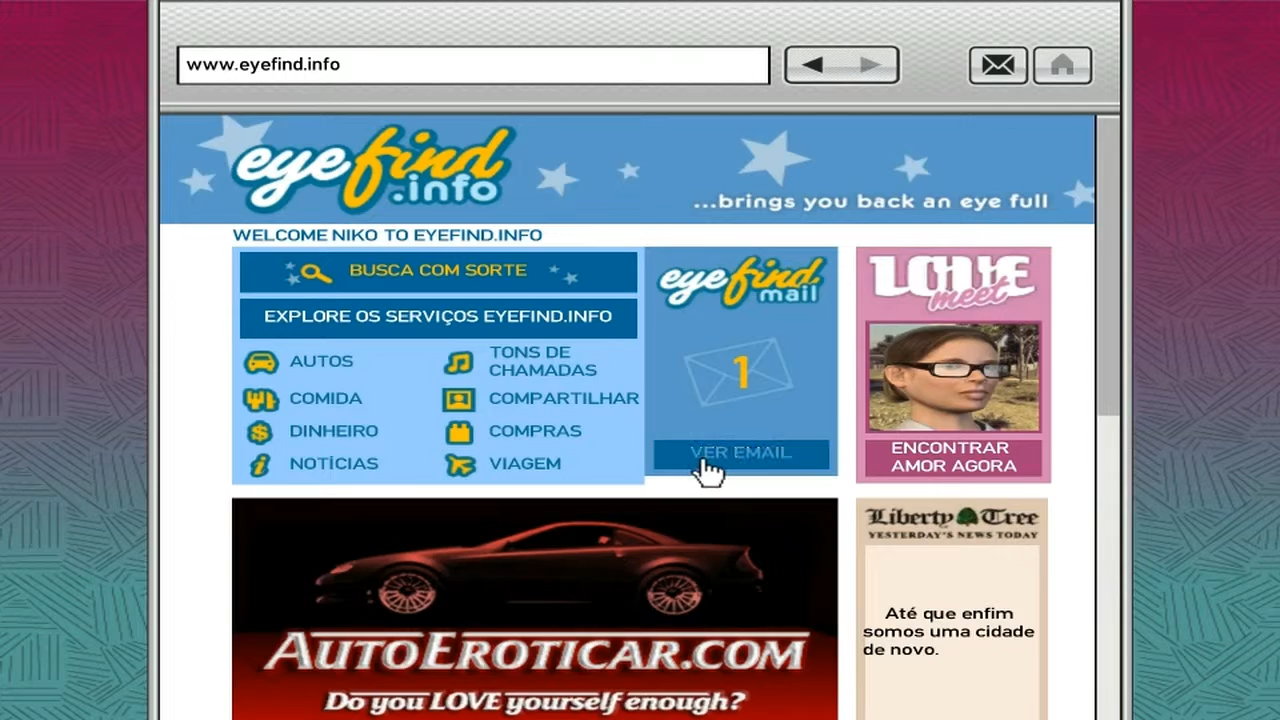 www.eyefind.info
eyefind
.info
...brings you back an eye full
WELCOME NIKO TO EYEFIND.INFO
BUSCA COM SORTE
EXPLORE OS SERVIÇOS EYEFIND.INFO
AUTOS
TONS DE
CHAMADAS
COMIDA
COMPARTILHAR
DINHEIRO
COMPRAS
NOTÍCIAS
VIAGEM
eyefind
mail
1
VER EMAIL
LOVE
meet
ENCONTRAR
AMOR AGORA
AUTOEROTICAR.COM
Do you LOVE yourself enough?
Liberty Tree
YESTERDAY'S NEWS TODAY
Até que enfim
somos uma cidade
de novo.